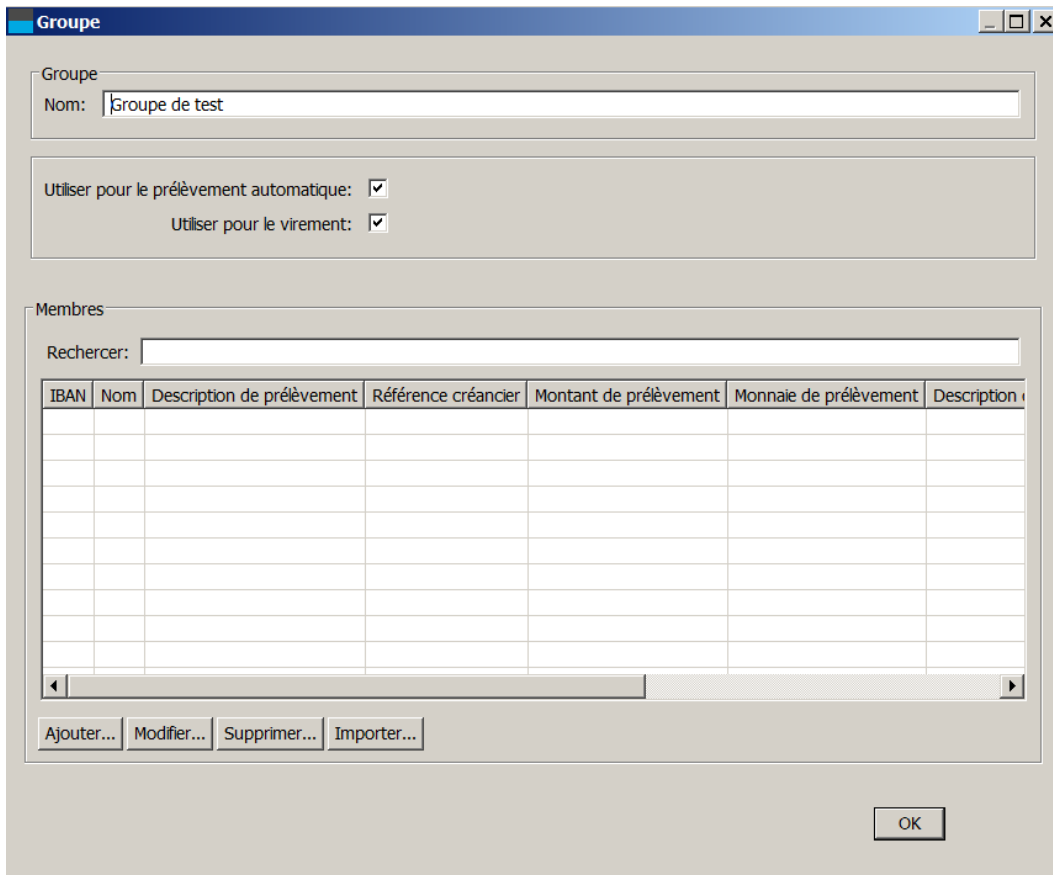 Groupe
Groupe
Nom: Groupe de test
Utiliser pour le prélèvement automatique:
Utiliser pour le virement:
Membres
Rechercer:
IBAN Nom Description de prélèvement Référence créancier Montant de prélèvement Monnaie de prélèvement Description
Ajouter... Modifier... Supprimer... Importer...
OK